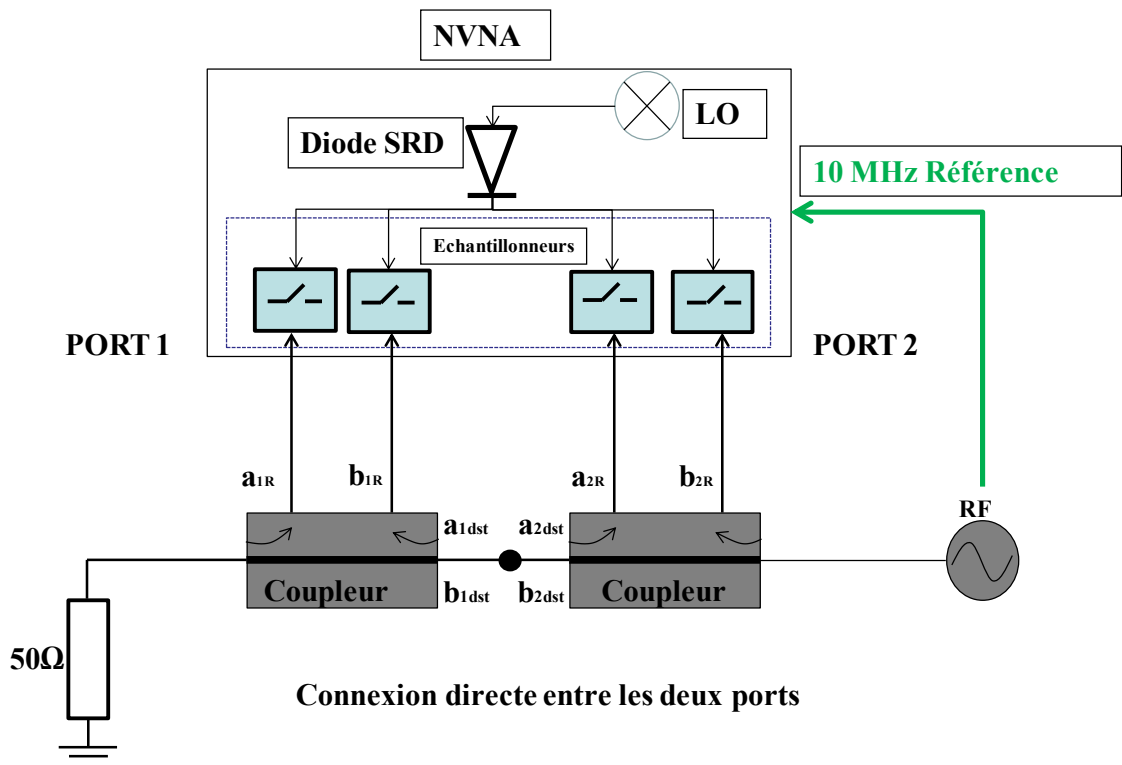 NVNA
LO
Diode SRD
10 MHz Référence
Echantillonneurs
PORT 1
PORT 2
a1R
b1R
a2R
b2R
RF
a1dst
a2dst
Coupleur
b1dst
b2dst
Coupleur
50Ω
Connexion directe entre les deux ports